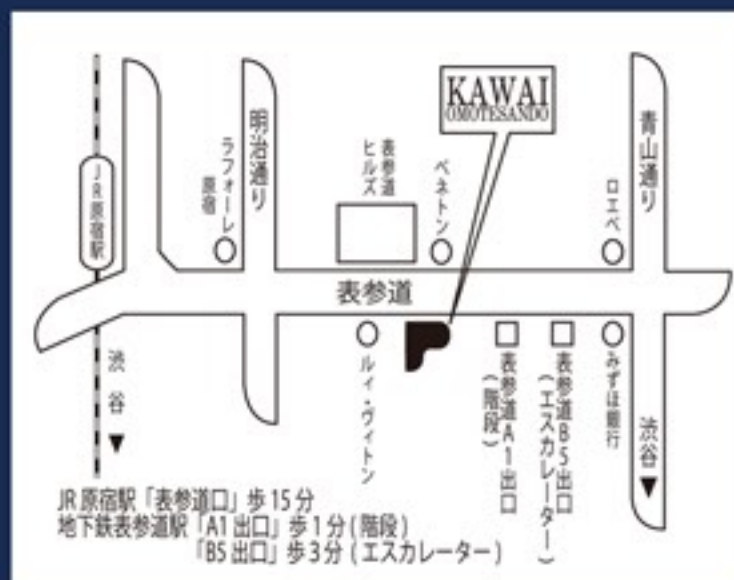 KAWAI
OMOTESANDO
JR原宿駅
ラフォーレ
原宿
明治通り
表参道
ヒルズ
ベネトン
ロエベ
青山通り
表参道
渋谷▼
ルイ・ヴィトン
表参道A1出口
(階段)
表参道B5出口
(エスカレーター)
みずほ銀行
渋谷▼
JR原宿駅「表参道口」歩15分
地下鉄表参道駅「A1出口」歩1分(階段)
「B5出口」歩3分(エスカレーター)